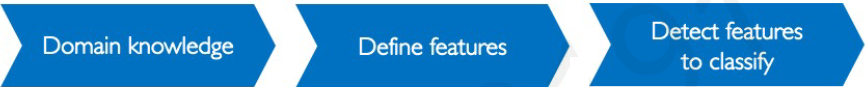 Domain knowledge
Define features
Detect features
to classify